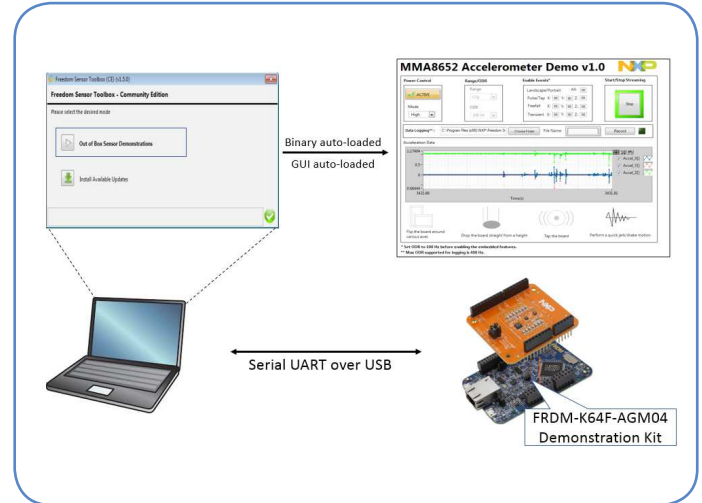 Freedom Sensor Toolbox (CE) (v1.5.0)
Freedom Sensor Toolbox - Community Edition
Please select the desired mode
Out of Box Sensor Demonstrations
Install Available Updates
Binary auto-loaded
GUI auto-loaded
MMA8652 Accelerometer Demo v1.0
NXP
Power Control
Range/ODR
Enable Events*
Start/Stop Streaming
ACTIVE
Mode
High
Range
ODR
Landscape/Portrait
Pulse/Tap X Y Z
Freefall X Y Z
Transient X Y Z
Stop
Data Logging** :
Choose Folder
File Name
Record
Acceleration Data
0.5
0
Time(s)
Flip the board around various axes
Drop the board straight from a height
Tap the board
Perform a quick jerk/shake motion
* Set ODR to 100 Hz before enabling the embedded features.
** Max ODR supported for logging is 400 Hz.
Serial UART over USB
NXP
FRDM-K64F-AGM04
Demonstration Kit